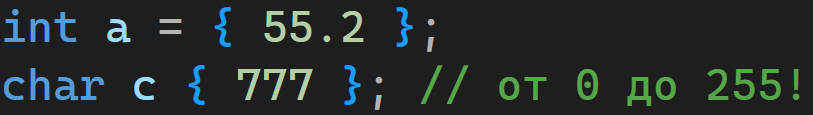 int a = { 55.2 };
char c { 777 }; // от 0 до 255!